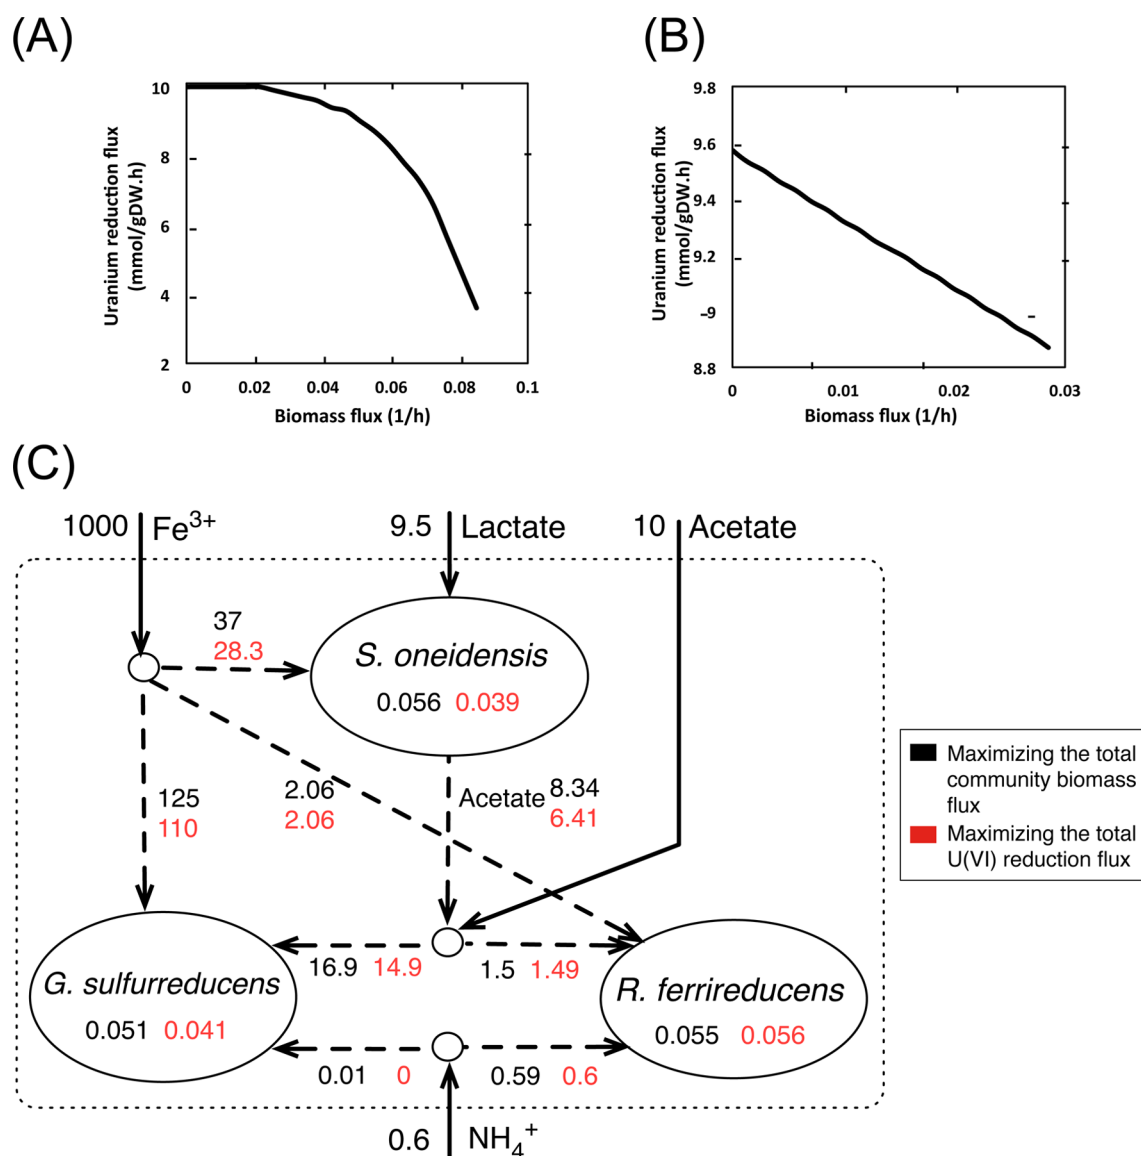 (A)
Uranium reduction flux
(mmol/gDW.h)
10
8
6
4
2
0
0.02
0.04
0.06
0.08
0.1
Biomass flux (1/h)
(B)
Uranium reduction flux
(mmol/gDW.h)
9.8
9.6
9.4
9.2
9
8.8
0
0.01
0.02
0.03
Biomass flux (1/h)
(C)
1000 Fe³⁺
9.5 Lactate
10 Acetate
37
28.3
S. oneidensis
0.056 0.039
125
110
2.06
2.06
Acetate 8.34
6.41
Maximizing the total
community biomass
flux
Maximizing the total
U(VI) reduction flux
G. sulfurreducens
0.051 0.041
16.9 14.9
1.5 1.49
R. ferrireducens
0.055 0.056
0.01 0
0.59 0.6
0.6 NH₄⁺